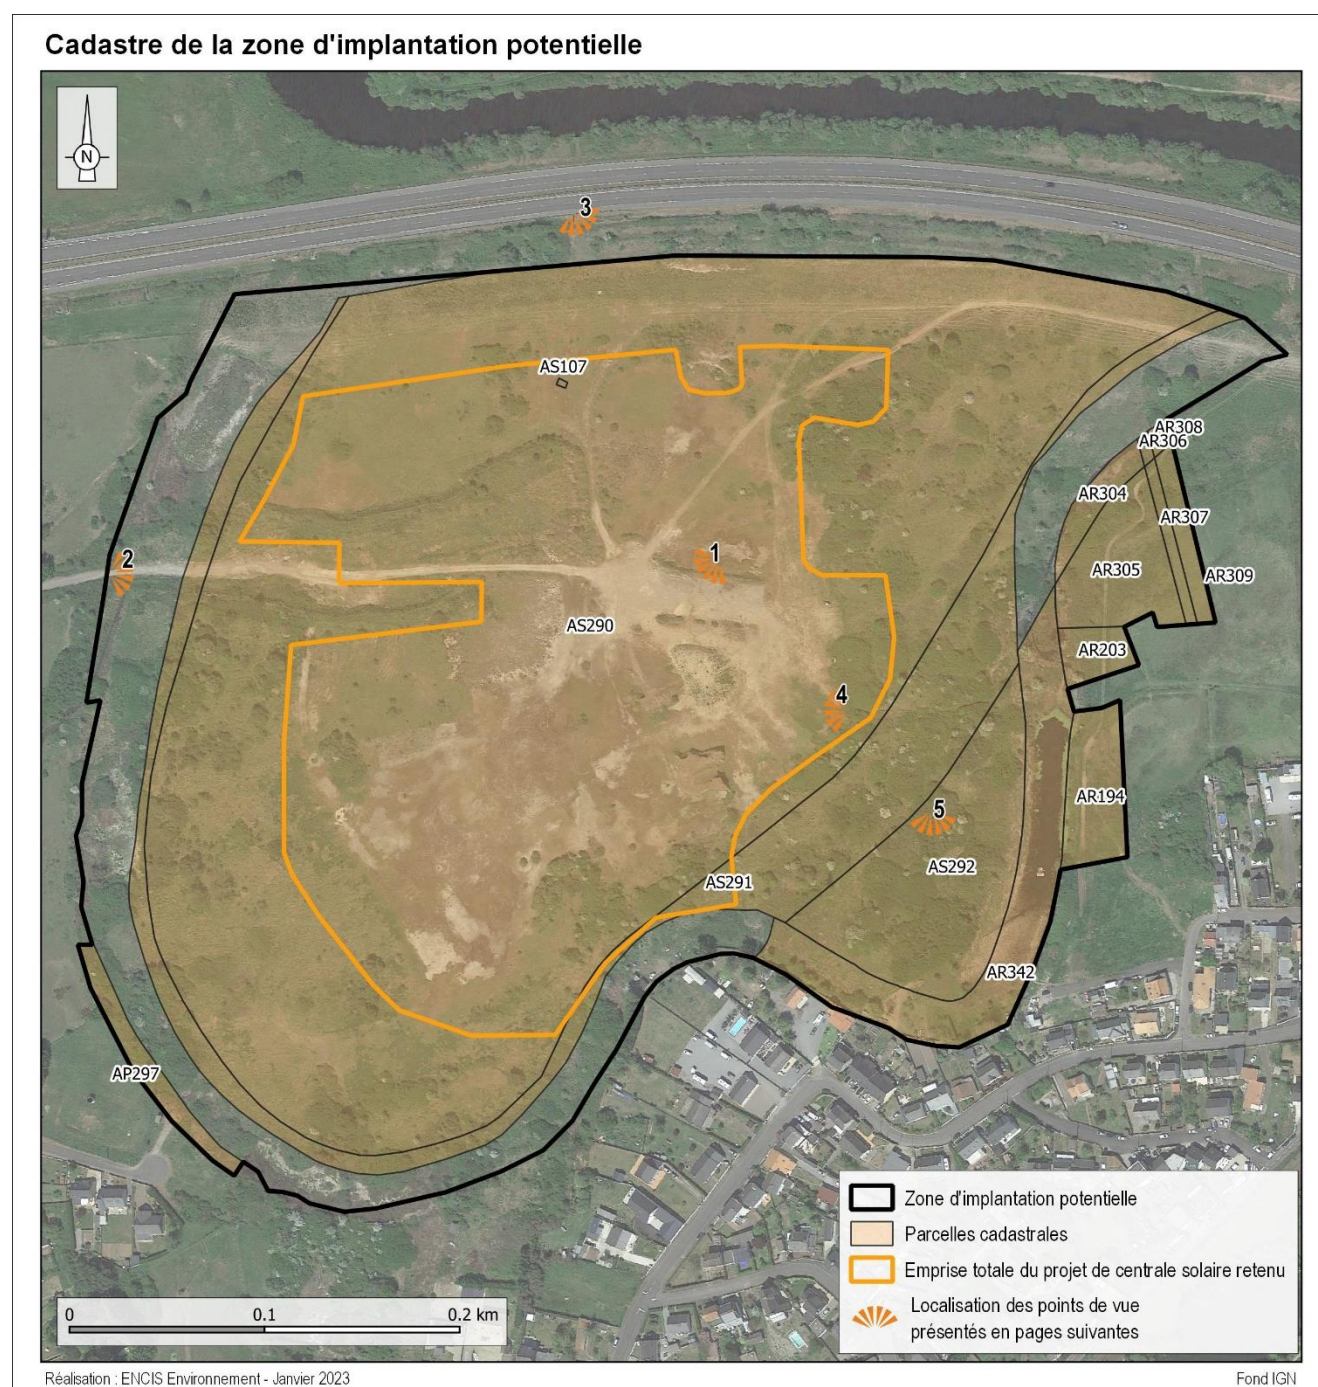 Cadastre de la zone d'implantation potentielle
N
3
AS107
AR308
AR306
AR304
AR307
2
1
AR305
AR309
AS290
AR203
4
AR194
5
AS292
AS291
AR342
AP297
Zone d'implantation potentielle
Parcelles cadastrales
Emprise totale du projet de centrale solaire retenu
Localisation des points de vue
présentés en pages suivantes
0 0.1 0.2 km
Réalisation : ENCIS Environnement - Janvier 2023
Fond IGN